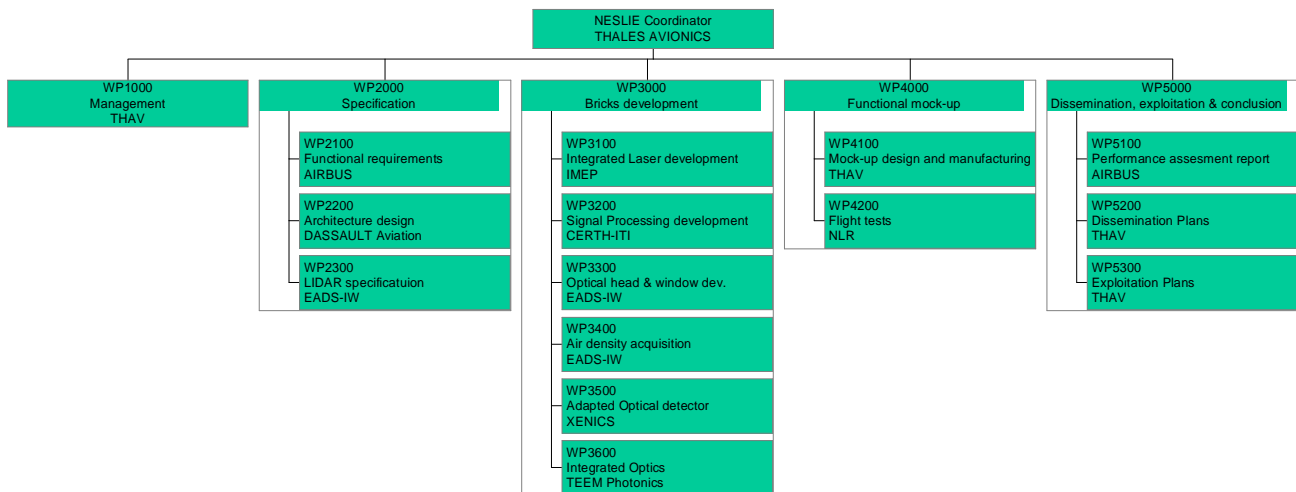 NESLIE Coordinator
THALES AVIONICS
WP1000
Management
THAV
WP2000
Specification
WP2100
Functional requirements
AIRBUS
WP2200
Architecture design
DASSAULT Aviation
WP2300
LIDAR specificatuion
EADS-IW
WP3000
Bricks development
WP3100
Integrated Laser development
IMEP
WP3200
Signal Processing development
CERTH-ITI
WP3300
Optical head & window dev.
EADS-IW
WP3400
Air density acquisition
EADS-IW
WP3500
Adapted Optical detector
XENICS
WP3600
Integrated Optics
TEEM Photonics
WP4000
Functional mock-up
WP4100
Mock-up design and manufacturing
THAV
WP4200
Flight tests
NLR
WP5000
Dissemination, exploitation & conclusion
WP5100
Performance assesment report
AIRBUS
WP5200
Dissemination Plans
THAV
WP5300
Exploitation Plans
THAV